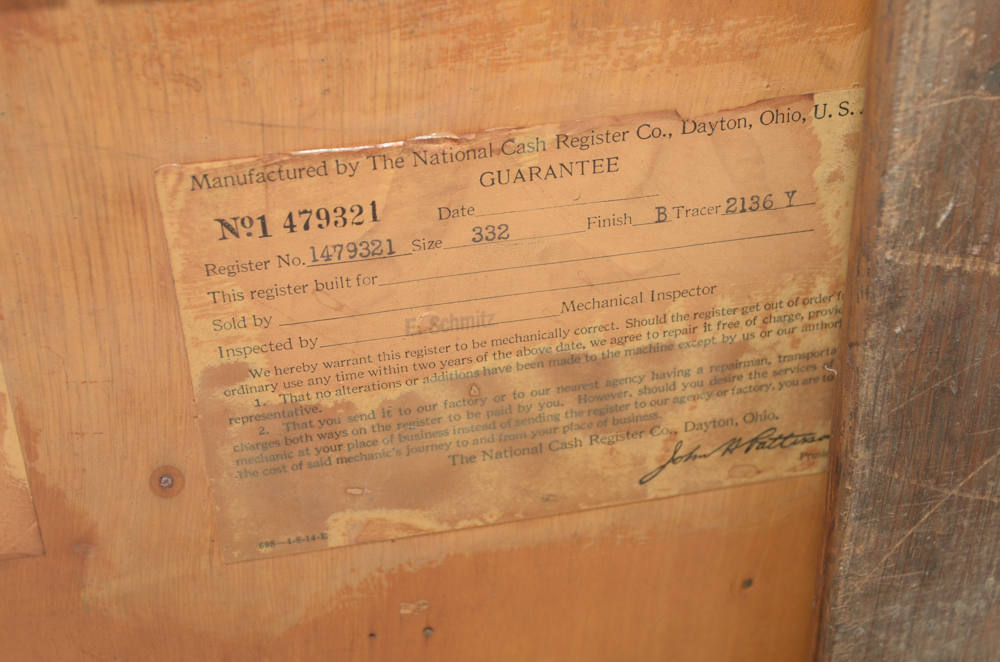 Manufactured by The National Cash Register Co., Dayton, Ohio, U. S.
GUARANTEE
No1 479321 Date
Register No. 1479321 Size 332 Finish B Tracer 2136 Y
This register built for
Sold by
Inspected by E. Schmitz Mechanical Inspector
We hereby warrant this register to be mechanically correct. Should the register get out of order
ordinary use any time within two years of the above date, we agree to repair it free of charge,
1. That no alterations or additions have been made to the machine except by us or our
representative.
2. That you send it to our factory or to our nearest agency having a repairman,
charges both ways on the register to be paid by you. However, should you desire the services of
mechanic at your place of business instead of sending the register to our agency or factory, you are to
the cost of said mechanic's journey to and from your place of business.
The National Cash Register Co., Dayton, Ohio.
John H Patterson